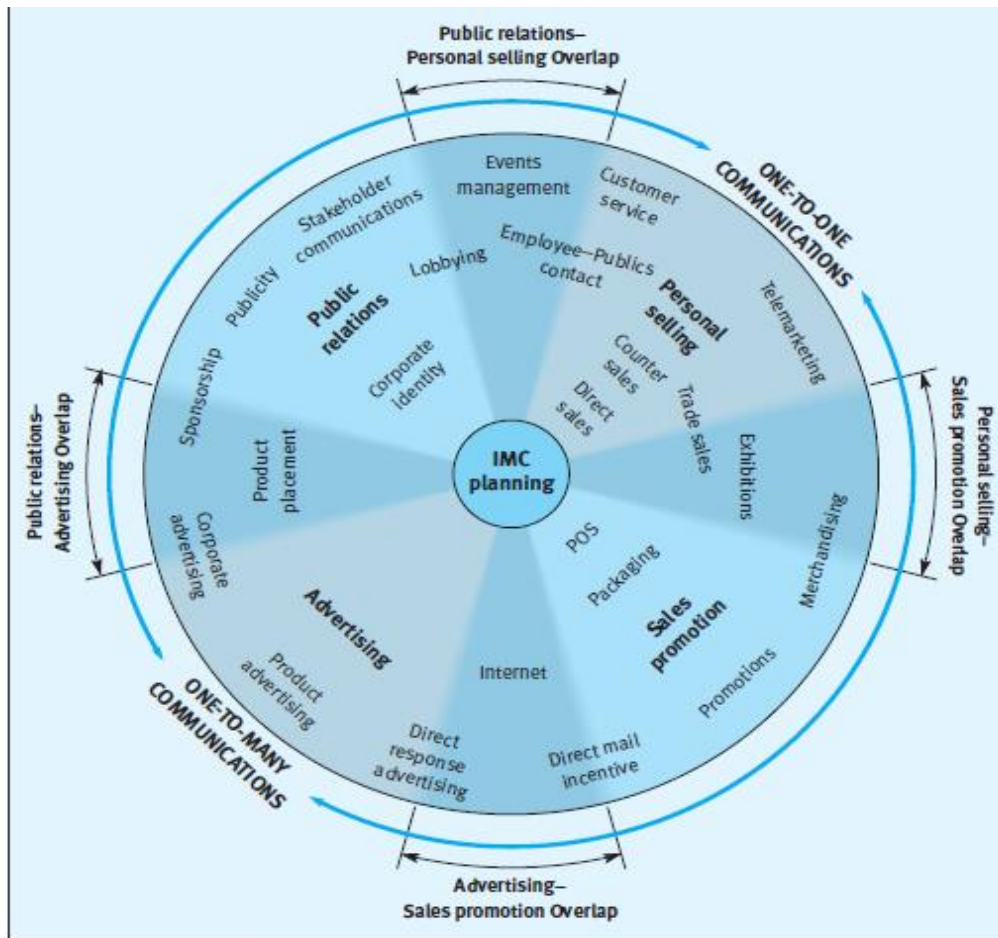 Public relations–
Personal selling Overlap
ONE-TO-ONE
COMMUNICATIONS
Events
management
Customer
service
Stakeholder
communications
Employee–Publics
contact
Lobbying
Publicity
Public
relations
Personal
selling
Telemarketing
Corporate
Identity
Counter
sales
Direct
sales
Trade sales
Sponsorship
Product
placement
Exhibitions
Public relations–
Advertising Overlap
Personal selling–
Sales promotion Overlap
IMC
planning
Corporate
advertising
POS
Packaging
Merchandising
Advertising
Sales
promotion
Internet
Product
advertising
Promotions
Direct
response
advertising
Direct mail
incentive
ONE-TO-MANY
COMMUNICATIONS
Advertising–
Sales promotion Overlap